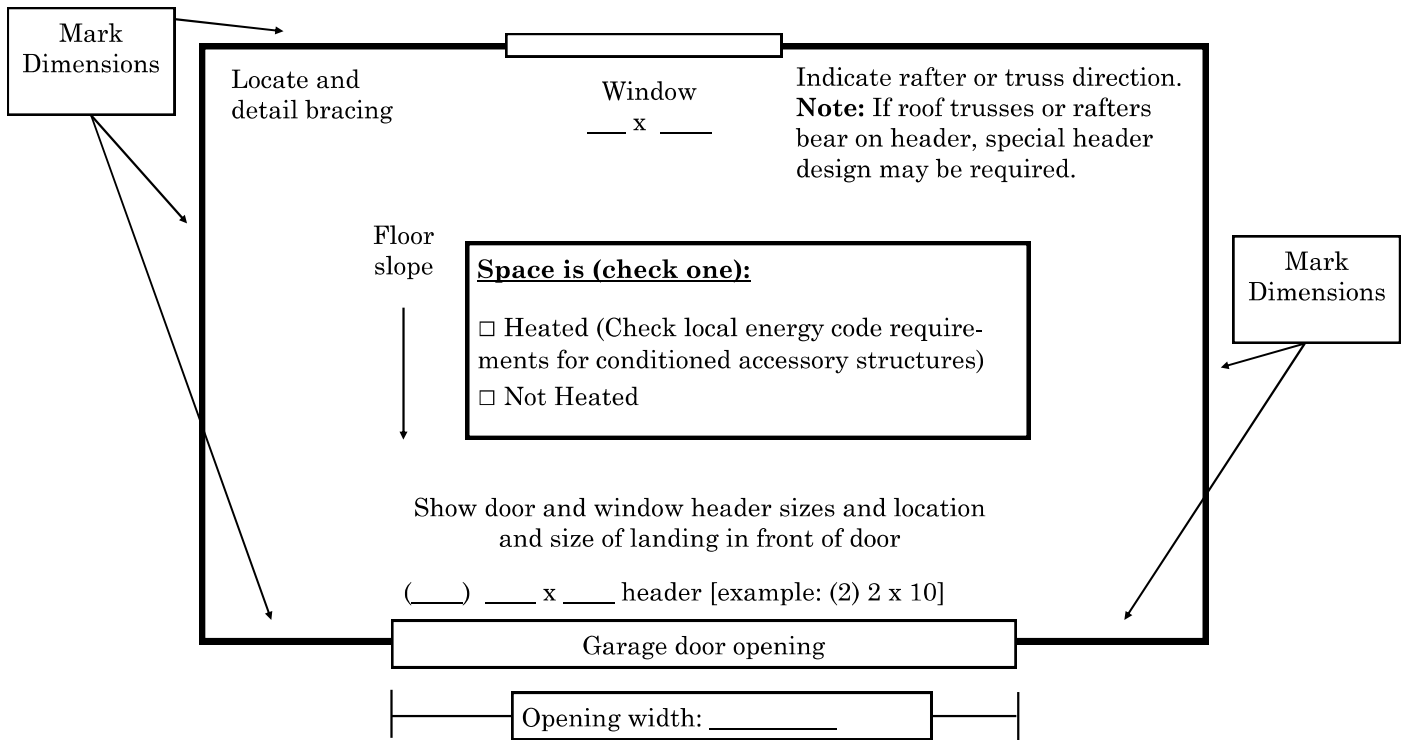 Mark
Dimensions
Locate and
detail bracing
Window
___ x ____
Indicate rafter or truss direction.
Note: If roof trusses or rafters
bear on header, special header
design may be required.
Floor
slope
Space is (check one):
☐ Heated (Check local energy code require-
ments for conditioned accessory structures)
☐ Not Heated
Mark
Dimensions
Show door and window header sizes and location
and size of landing in front of door
(____) ____ x ____ header [example: (2) 2 x 10]
Garage door opening
Opening width: __________